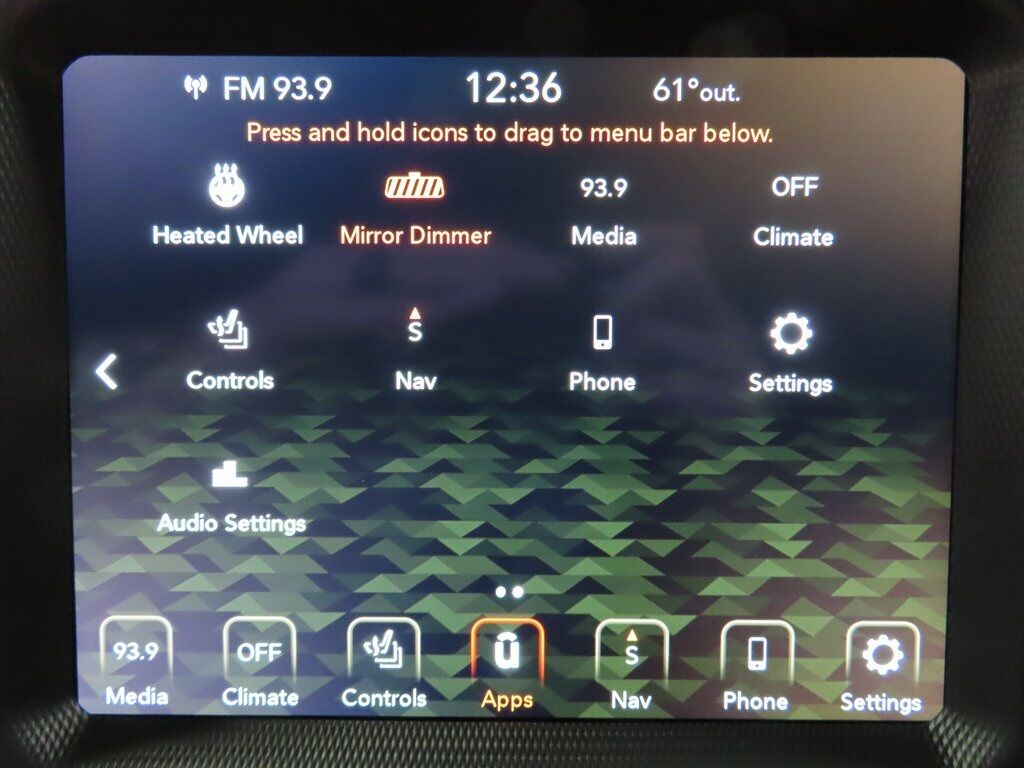 FM 93.9 12:36 61°out.
Press and hold icons to drag to menu bar below.
93.9 OFF
Heated Wheel Mirror Dimmer Media Climate
S
Controls Nav Phone Settings
Audio Settings
93.9 OFF ū S
Media Climate Controls Apps Nav Phone Settings